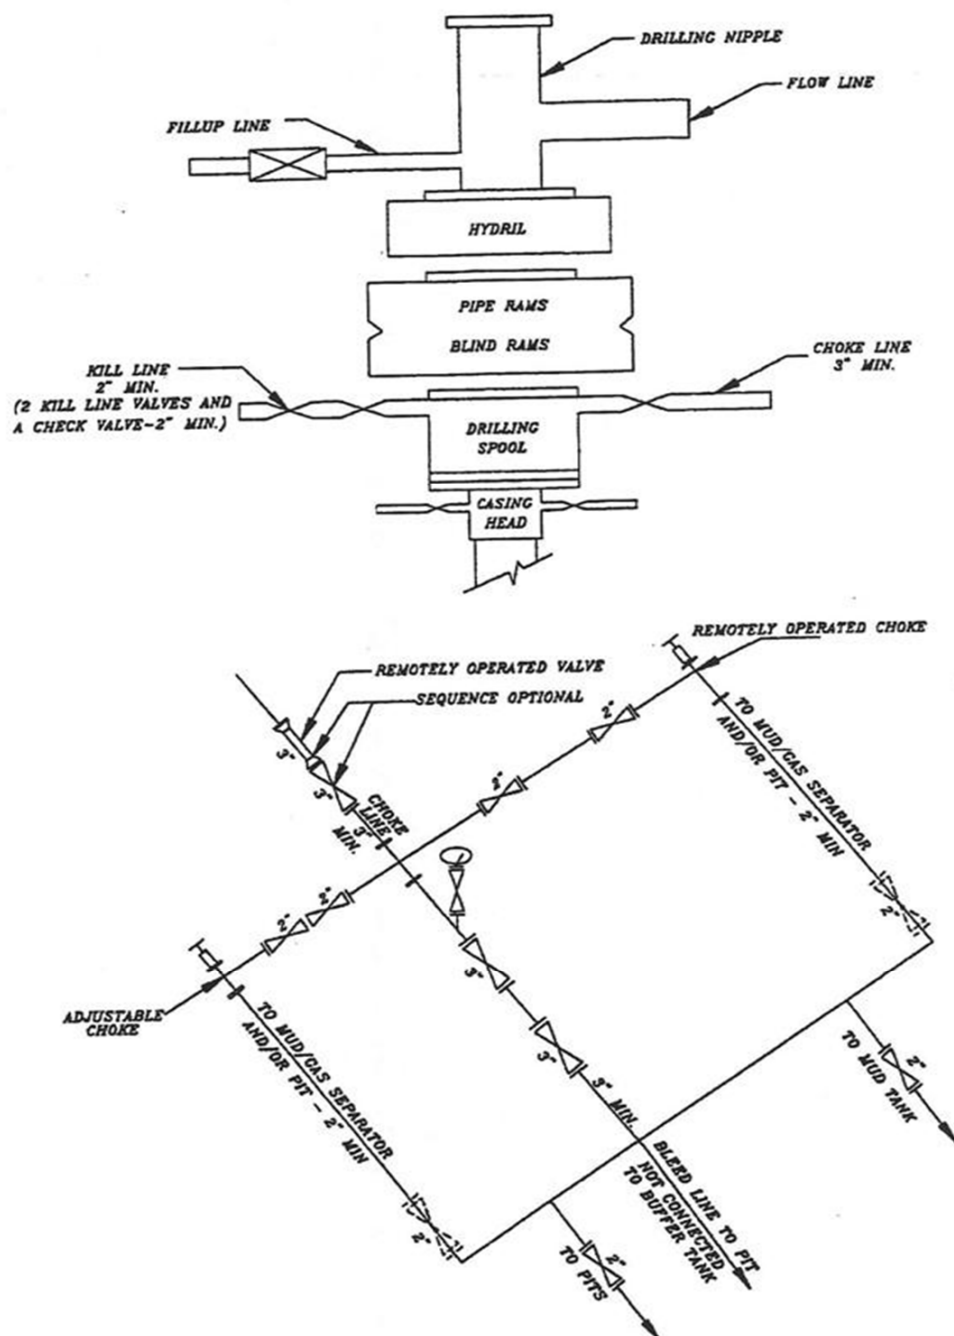 DRILLING NIPPLE
FLOW LINE
FILLUP LINE
HYDRIL
PIPE RAMS
BLIND RAMS
KILL LINE
2" MIN.
(2 KILL LINE VALVES AND
A CHECK VALVE-2" MIN.)
CHOKE LINE
3" MIN.
DRILLING
SPOOL
CASING
HEAD
REMOTELY OPERATED CHOKE
REMOTELY OPERATED VALVE
SEQUENCE OPTIONAL
3"
3"
CHOKE
LINE
3"
MIN.
2"
2"
TO MUD/GAS SEPARATOR
AND/OR PIT - 2" MIN
2"
2"
2"
3"
3"
3" MIN.
ADJUSTABLE
CHOKE
TO MUD/GAS SEPARATOR
AND/OR PIT - 2" MIN
2"
2"
TO MUD TANK
BLEED LINE TO PIT
NOT CONNECTED
TO BUFFER TANK
2"
TO PITS